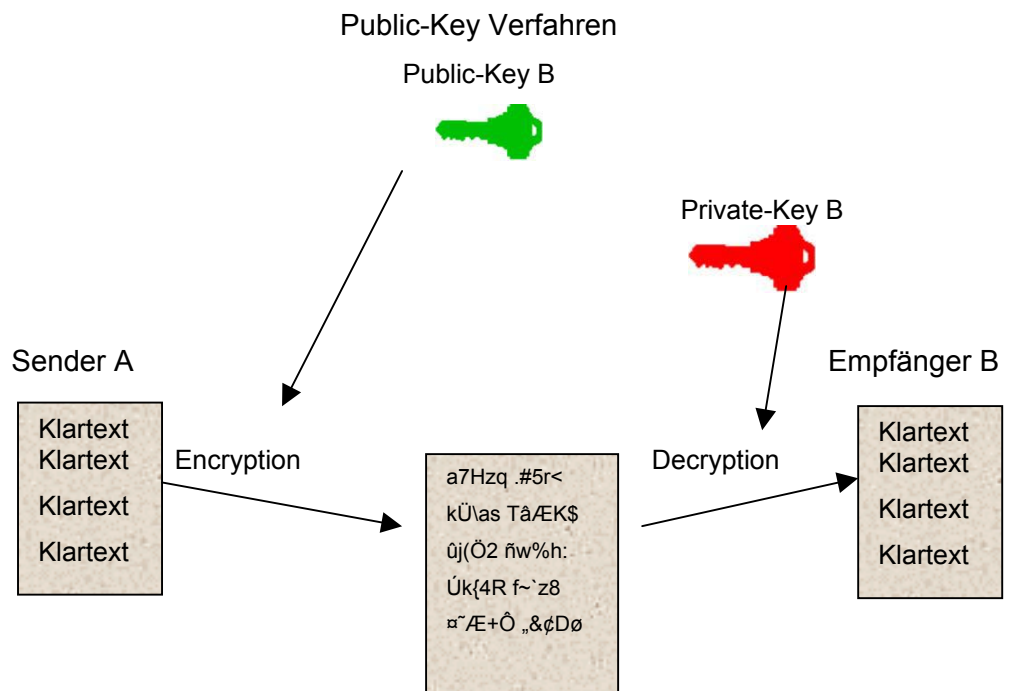 Public-Key Verfahren
Public-Key B
Private-Key B
Sender A
Empfänger B
Klartext
Klartext
Klartext
Klartext
Encryption
a7Hzq .#5r<
kÜ\as TâÆK$
ûj(Ö2 ñw%h:
Úk{4R f~`z8
¤˜Æ+Ô „&¢Dø
Decryption
Klartext
Klartext
Klartext
Klartext